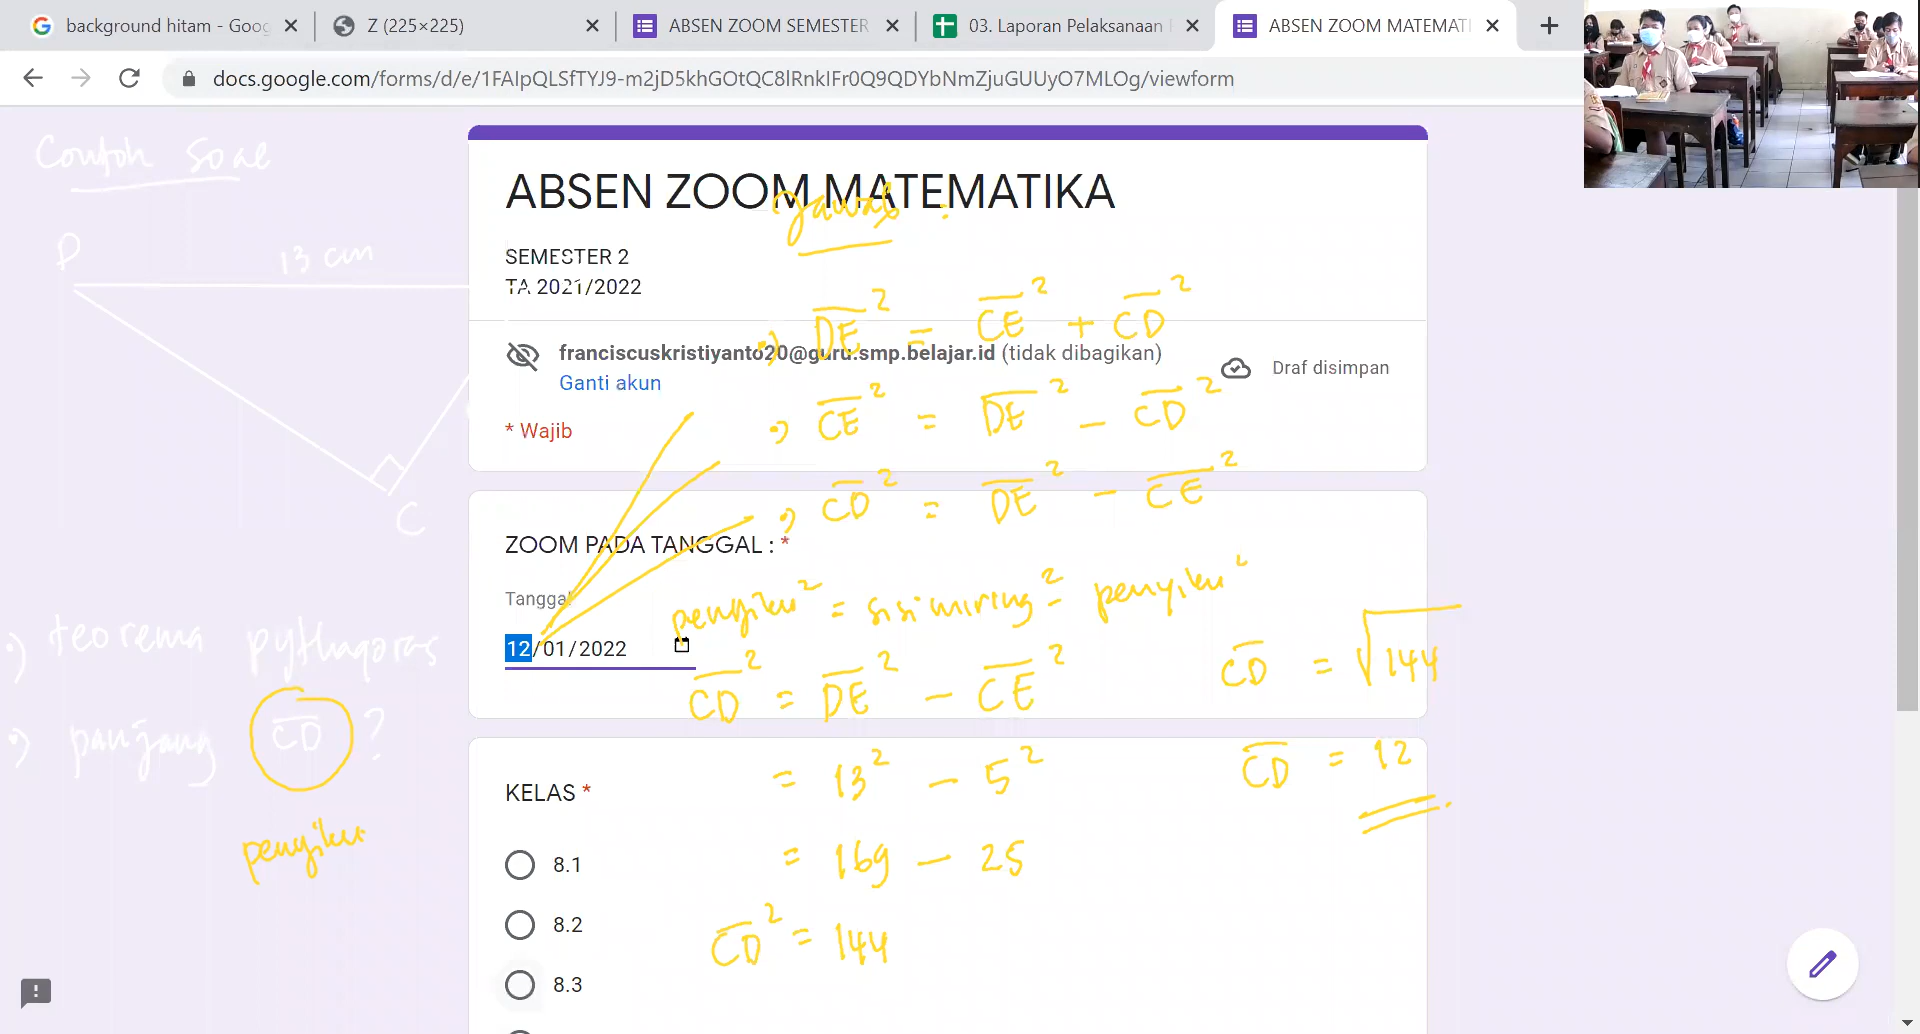 background hitam - Goog
Z (225×225)
ABSEN ZOOM SEMESTER
03. Laporan Pelaksanaan
ABSEN ZOOM MATEMATI
docs.google.com/forms/d/e/1FAIpQLSfTYJ9-m2jD5khGOtQC8lRnkIFr0Q9QDYbNmZjuGUUyO7MLOg/viewform
Contoh soal
D
13 cm
C
•) teorema pythagoras
•) panjang CD ?
penyiku
ABSEN ZOOM MATEMATIKA
SEMESTER 2
TA 2021/2022
franciscuskristiyanto20@guru.smp.belajar.id (tidak dibagikan)
Ganti akun
Draf disimpan
* Wajib
ZOOM PADA TANGGAL : *
Tanggal
12/01/2022
KELAS *
8.1
8.2
8.3
Jawab :
•) DE² = CE² + CD²
•) CE² = DE² - CD²
•) CD² = DE² - CE²
penyiku² = sisi miring² - penyiku²
CD² = DE² - CE²
= 13² - 5²
= 169 - 25
CD² = 144
CD = √144
CD = 12